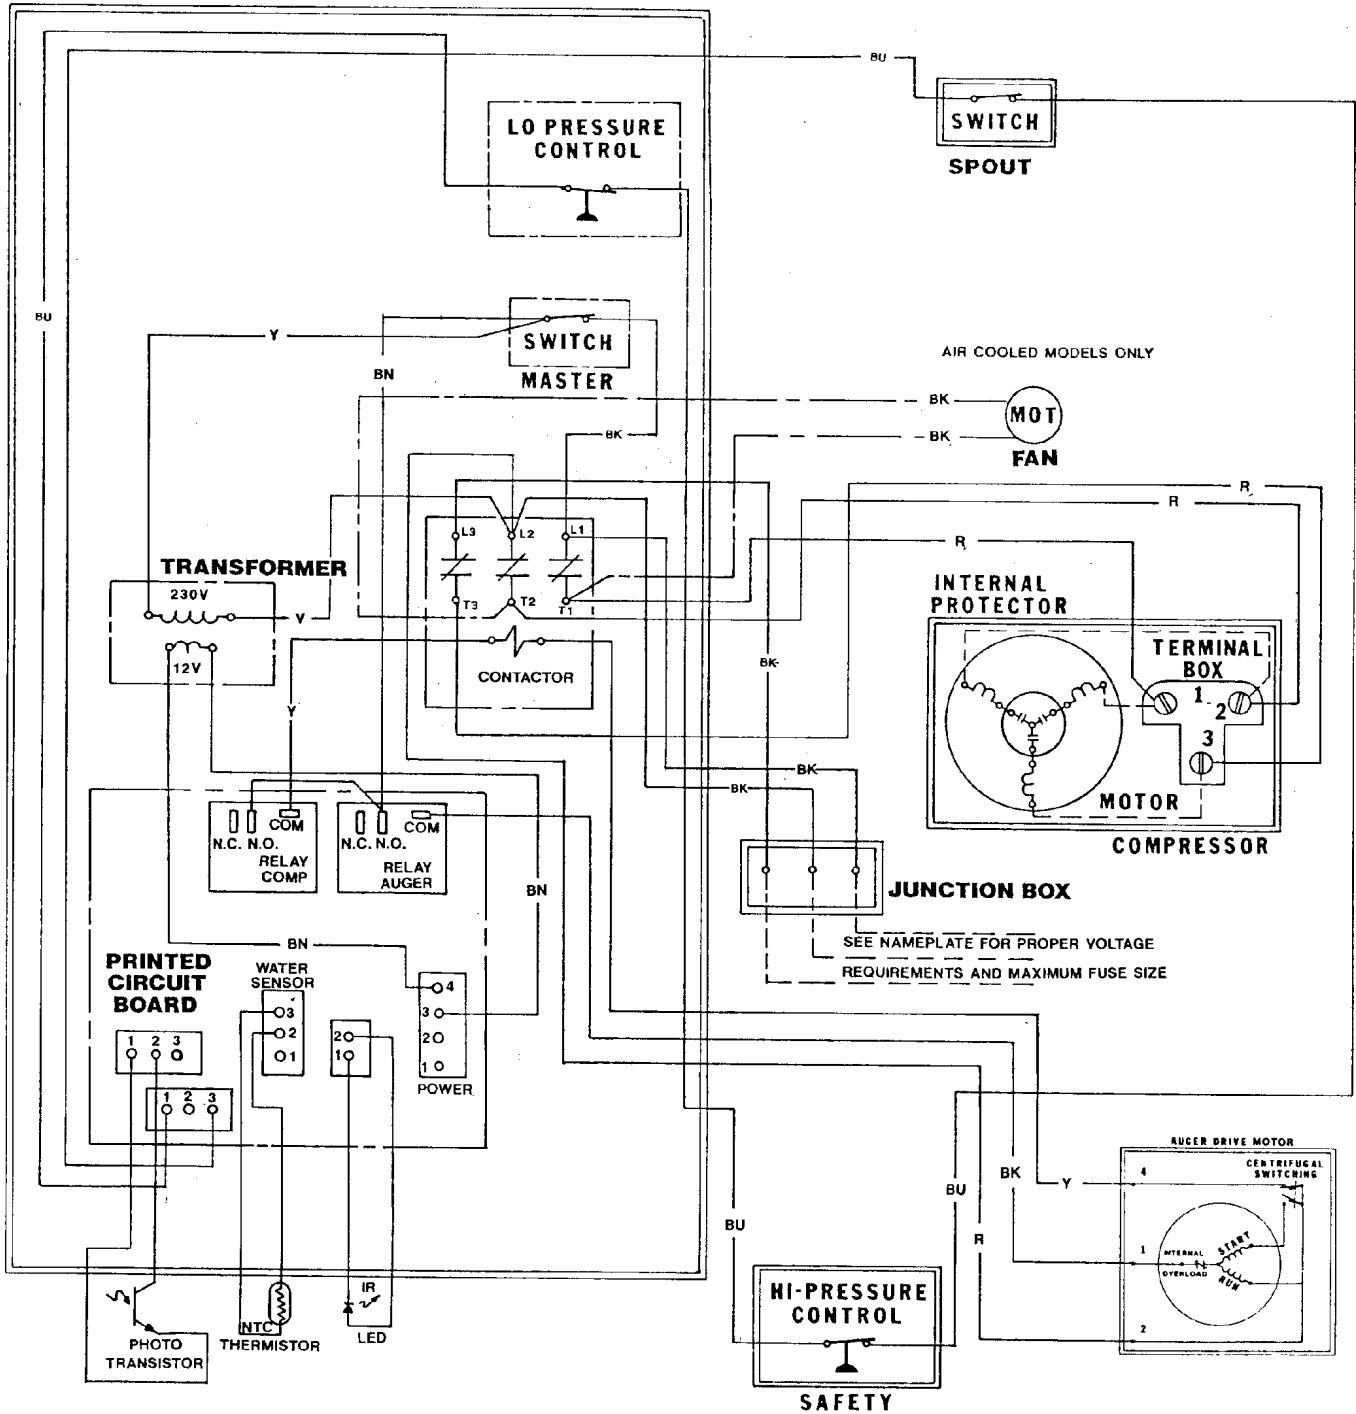 BU
SWITCH
SPOUT
LO PRESSURE
CONTROL
BU
Y
SWITCH
MASTER
BN
BK
AIR COOLED MODELS ONLY
BK
MOT
BK
FAN
R
R
R
L3
L2
L1
T3
T2
T1
CONTACTOR
TRANSFORMER
230V
Y
12V
Y
INTERNAL
PROTECTOR
TERMINAL
BOX
1
2
3
MOTOR
COMPRESSOR
BK
BK
BK
JUNCTION BOX
SEE NAMEPLATE FOR PROPER VOLTAGE
REQUIREMENTS AND MAXIMUM FUSE SIZE
COM
N.C. N.O.
RELAY
COMP
COM
N.C. N.O.
RELAY
AUGER
BN
BN
PRINTED
CIRCUIT
BOARD
WATER
SENSOR
3
2
1
2
1
4
3
2
1
POWER
1 2 3
1 2 3
PHOTO
TRANSISTOR
NTC
THERMISTOR
IR
LED
BU
BU
R
BK
Y
HI-PRESSURE
CONTROL
SAFETY
AUGER DRIVE MOTOR
CENTRIFUGAL
SWITCHING
4
1
2
INTERNAL
OVERLOAD
START
RUN